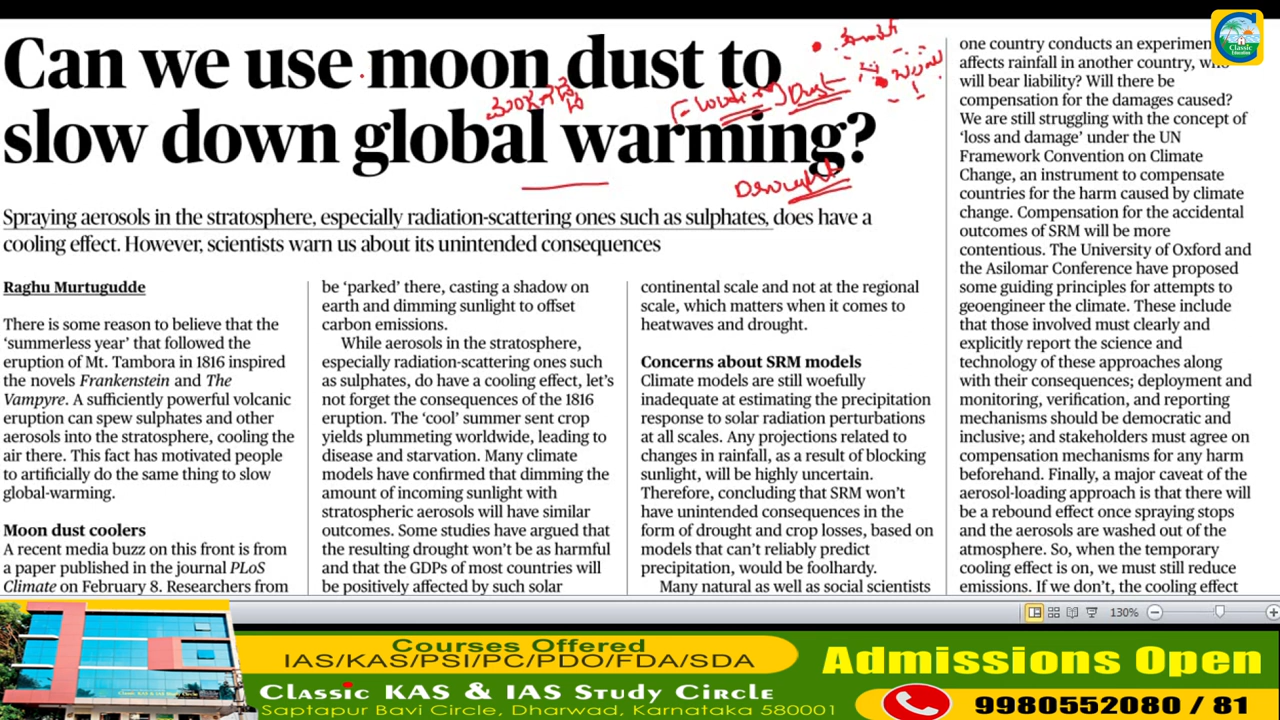 Can we use moon dust to
slow down global warming?
Spraying aerosols in the stratosphere, especially radiation-scattering ones such as sulphates, does have a
cooling effect. However, scientists warn us about its unintended consequences
Raghu Murtugudde
There is some reason to believe that the
‘summerless year’ that followed the
eruption of Mt. Tambora in 1816 inspired
the novels Frankenstein and The
Vampyre. A sufficiently powerful volcanic
eruption can spew sulphates and other
aerosols into the stratosphere, cooling the
air there. This fact has motivated people
to artificially do the same thing to slow
global-warming.
Moon dust coolers
A recent media buzz on this front is from
a paper published in the journal PLoS
Climate on February 8. Researchers from
be ‘parked’ there, casting a shadow on
earth and dimming sunlight to offset
carbon emissions.
While aerosols in the stratosphere,
especially radiation-scattering ones such
as sulphates, do have a cooling effect, let’s
not forget the consequences of the 1816
eruption. The ‘cool’ summer sent crop
yields plummeting worldwide, leading to
disease and starvation. Many climate
models have confirmed that dimming the
amount of incoming sunlight with
stratospheric aerosols will have similar
outcomes. Some studies have argued that
the resulting drought won’t be as harmful
and that the GDPs of most countries will
be positively affected by such solar
continental scale and not at the regional
scale, which matters when it comes to
heatwaves and drought.
Concerns about SRM models
Climate models are still woefully
inadequate at estimating the precipitation
response to solar radiation perturbations
at all scales. Any projections related to
changes in rainfall, as a result of blocking
sunlight, will be highly uncertain.
Therefore, concluding that SRM won’t
have unintended consequences in the
form of drought and crop losses, based on
models that can’t reliably predict
precipitation, would be foolhardy.
Many natural as well as social scientists
one country conducts an experiment
affects rainfall in another country, who
will bear liability? Will there be
compensation for the damages caused?
We are still struggling with the concept of
‘loss and damage’ under the UN
Framework Convention on Climate
Change, an instrument to compensate
countries for the harm caused by climate
change. Compensation for the accidental
outcomes of SRM will be more
contentious. The University of Oxford and
the Asilomar Conference have proposed
some guiding principles for attempts to
geoengineer the climate. These include
that those involved must clearly and
explicitly report the science and
technology of these approaches along
with their consequences; deployment and
monitoring, verification, and reporting
mechanisms should be democratic and
inclusive; and stakeholders must agree on
compensation mechanisms for any harm
beforehand. Finally, a major caveat of the
aerosol-loading approach is that there will
be a rebound effect once spraying stops
and the aerosols are washed out of the
atmosphere. So, when the temporary
cooling effect is on, we must still reduce
emissions. If we don’t, the cooling effect
Dust
Drought
Classic
Education
130%
Courses Offered
IAS/KAS/PSI/PC/PDO/FDA/SDA
Classic KAS & IAS Study Circle
Saptapur Bavi Circle, Dharwad, Karnataka 580001
Admissions Open
9980552080 / 81